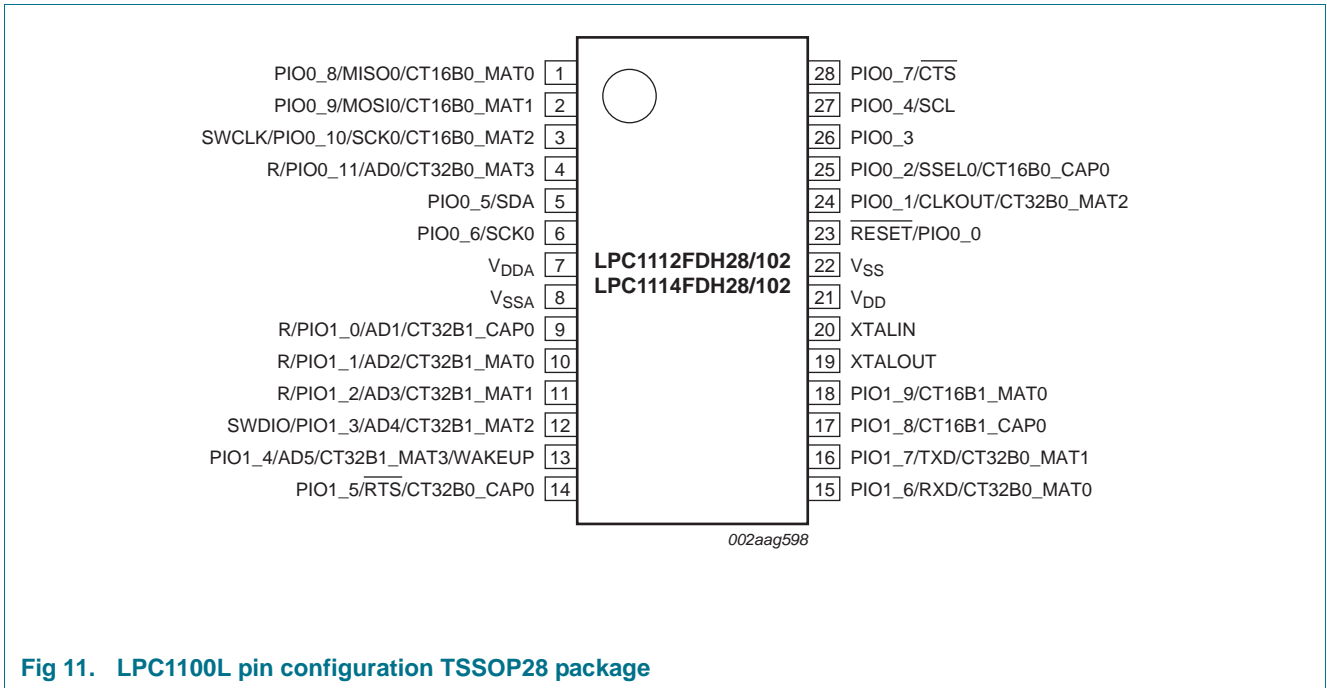 PIO0_8/MISO0/CT16B0_MAT0 1
PIO0_9/MOSI0/CT16B0_MAT1 2
SWCLK/PIO0_10/SCK0/CT16B0_MAT2 3
R/PIO0_11/AD0/CT32B0_MAT3 4
PIO0_5/SDA 5
PIO0_6/SCK0 6
VDDA 7
VSSA 8
R/PIO1_0/AD1/CT32B1_CAP0 9
R/PIO1_1/AD2/CT32B1_MAT0 10
R/PIO1_2/AD3/CT32B1_MAT1 11
SWDIO/PIO1_3/AD4/CT32B1_MAT2 12
PIO1_4/AD5/CT32B1_MAT3/WAKEUP 13
PIO1_5/RTS/CT32B0_CAP0 14
LPC1112FDH28/102
LPC1114FDH28/102
28 PIO0_7/CTS
27 PIO0_4/SCL
26 PIO0_3
25 PIO0_2/SSEL0/CT16B0_CAP0
24 PIO0_1/CLKOUT/CT32B0_MAT2
23 RESET/PIO0_0
22 VSS
21 VDD
20 XTALIN
19 XTALOUT
18 PIO1_9/CT16B1_MAT0
17 PIO1_8/CT16B1_CAP0
16 PIO1_7/TXD/CT32B0_MAT1
15 PIO1_6/RXD/CT32B0_MAT0
002aag598
Fig 11. LPC1100L pin configuration TSSOP28 package